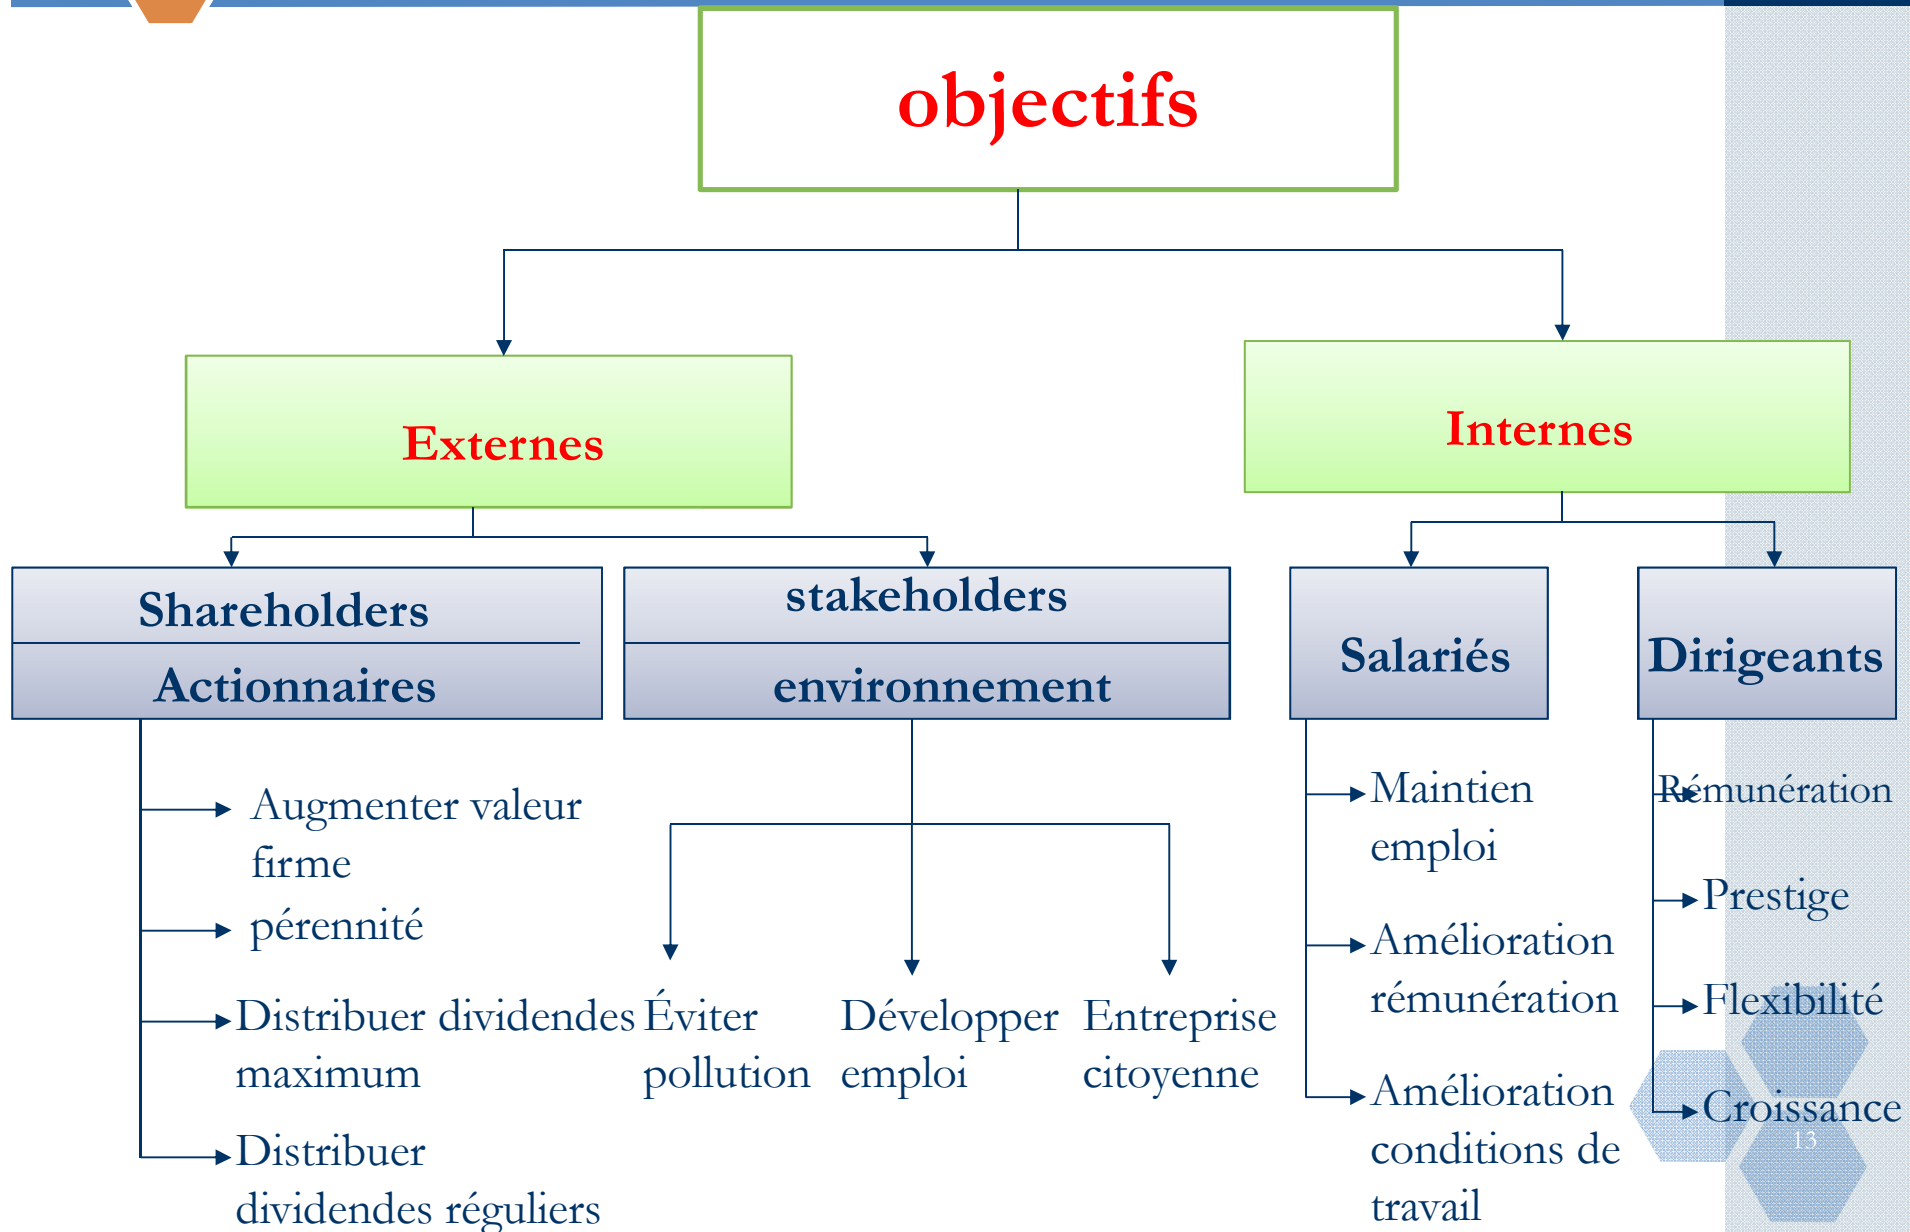 objectifs
Externes
Internes
Shareholders
Actionnaires
stakeholders
environnement
Salariés
Dirigeants
Augmenter valeur
firme
pérennité
Distribuer dividendes
maximum
Distribuer
dividendes réguliers
Éviter
pollution
Développer
emploi
Entreprise
citoyenne
Maintien
emploi
Amélioration
rémunération
Amélioration
conditions de
travail
Rémunération
Prestige
Flexibilité
Croissance
13